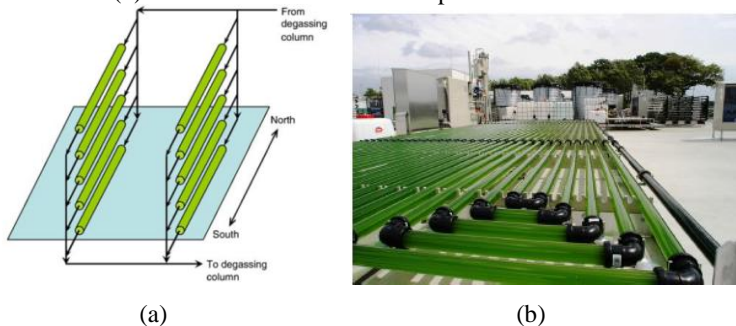 From
degassing
column
North
South
To degassing
column
(a)
(b)